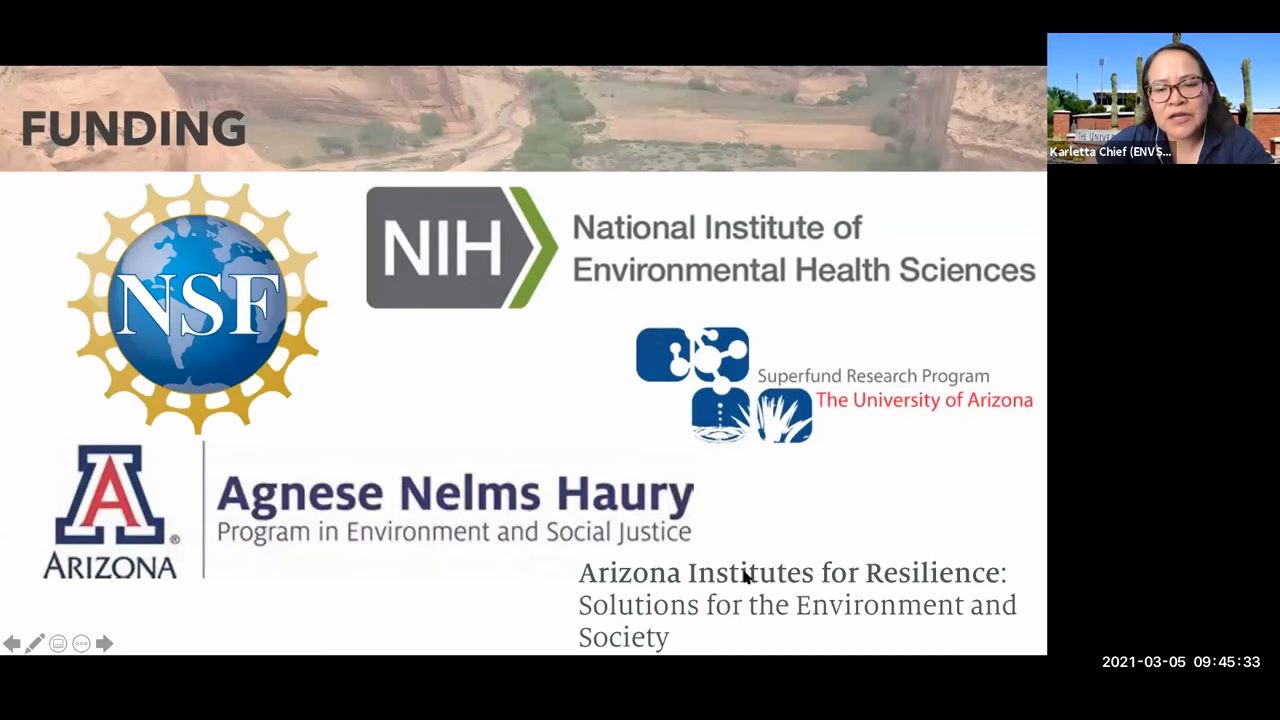 FUNDING
NSF
NIH
National Institute of
Environmental Health Sciences
Superfund Research Program
The University of Arizona
A
®
ARIZONA
Agnese Nelms Haury
Program in Environment and Social Justice
Arizona Institutes for Resilience:
Solutions for the Environment and
Society
THE UNIVE
Karletta Chief (ENVS...
2021-03-05 09:45:33